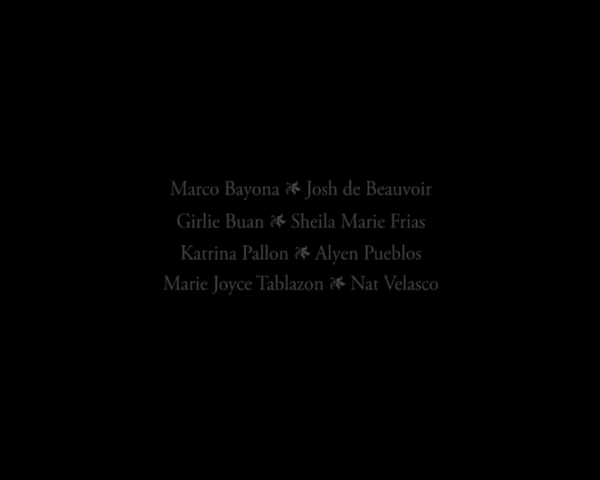 Marco Bayona ❧ Josh de Beauvoir
Girlie Buan ❧ Sheila Marie Frias
Katrina Pallon ❧ Alyen Pueblos
Marie Joyce Tablazon ❧ Nat Velasco